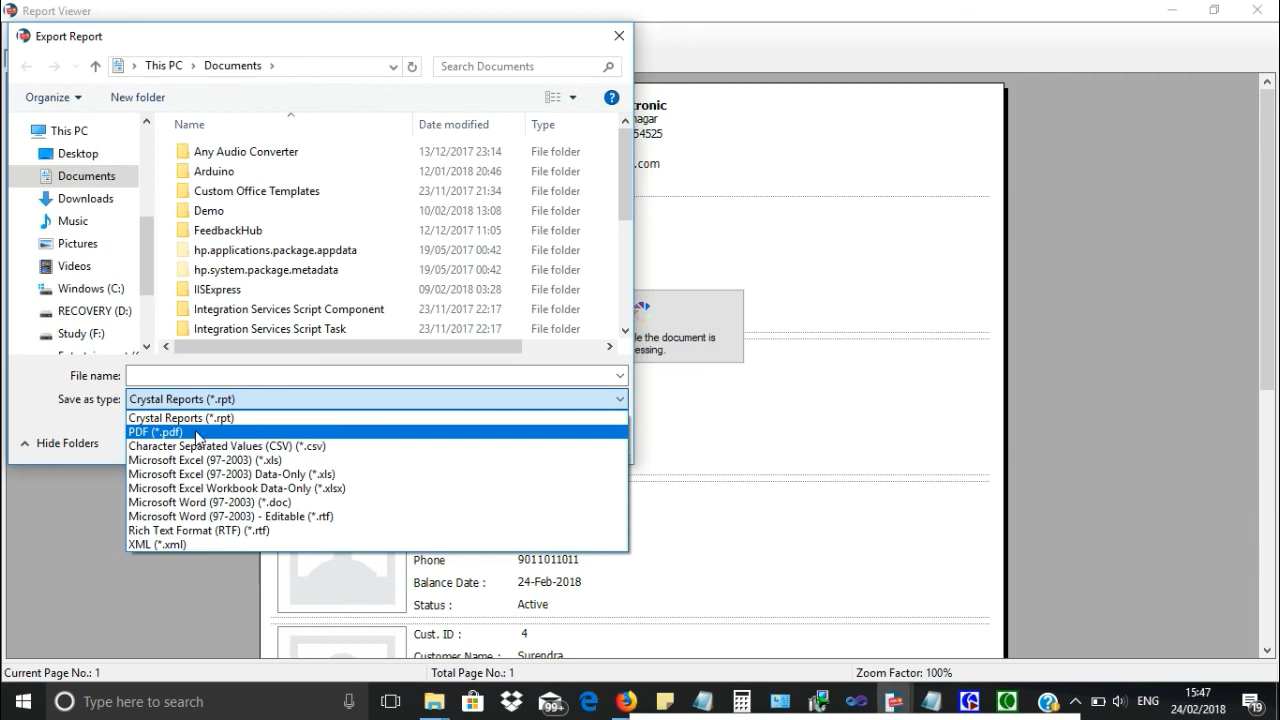 Report Viewer
Export Report
This PC
Documents
Search Documents
Organize
New folder
Name
Date modified
Type
This PC
Desktop
Documents
Downloads
Music
Pictures
Videos
Windows (C:)
RECOVERY (D:)
Study (F:)
Any Audio Converter 13/12/2017 23:14 File folder
Arduino 12/01/2018 20:46 File folder
Custom Office Templates 23/11/2017 21:34 File folder
Demo 10/02/2018 13:08 File folder
FeedbackHub 12/12/2017 11:05 File folder
hp.applications.package.appdata 19/05/2017 00:42 File folder
hp.system.package.metadata 19/05/2017 00:42 File folder
IISExpress 09/02/2018 03:28 File folder
Integration Services Script Component 23/11/2017 22:17 File folder
Integration Services Script Task 23/11/2017 22:17 File folder
File name:
Save as type: Crystal Reports (*.rpt)
Crystal Reports (*.rpt)
PDF (*.pdf)
Character Separated Values (CSV) (*.csv)
Microsoft Excel (97-2003) (*.xls)
Microsoft Excel (97-2003) Data-Only (*.xls)
Microsoft Excel Workbook Data-Only (*.xlsx)
Microsoft Word (97-2003) (*.doc)
Microsoft Word (97-2003) - Editable (*.rtf)
Rich Text Format (RTF) (*.rtf)
XML (*.xml)
Hide Folders
ronic
nagar
54525
.com
le the document is
essing.
Phone 9011011011
Balance Date : 24-Feb-2018
Status : Active
Cust. ID : 4
Customer Name : Surendra
Current Page No.: 1
Total Page No.: 1
Zoom Factor: 100%
Type here to search
99+
ENG
15:47
24/02/2018
19